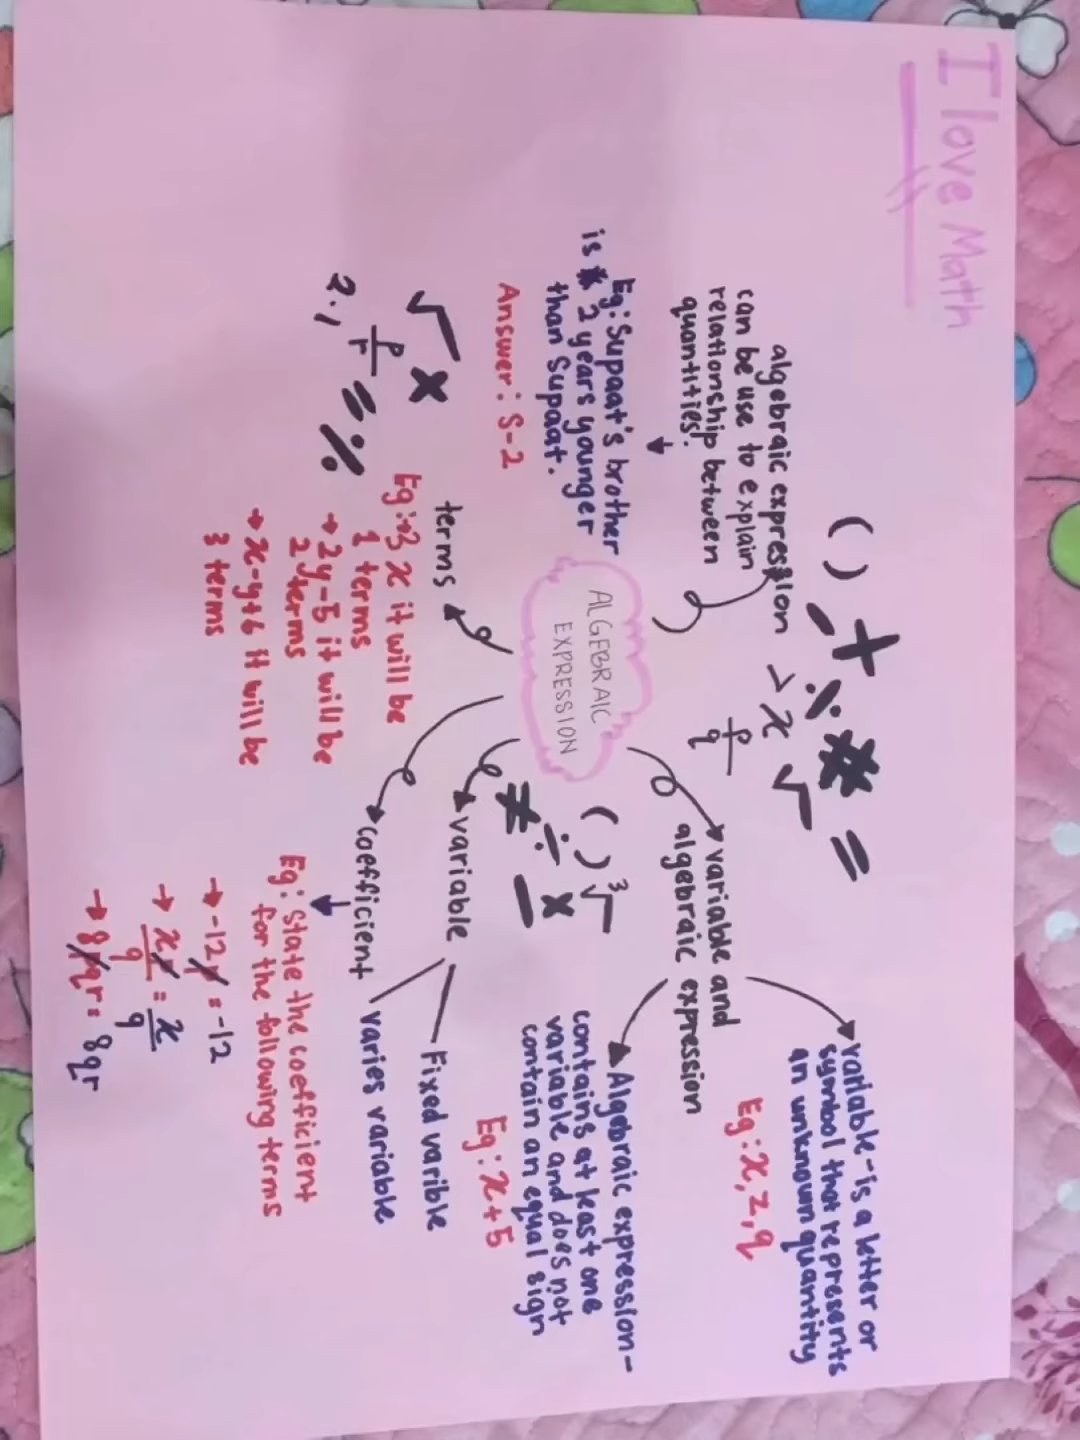 I love Math
( ) + - ÷ * =
> x √
p/q
algebraic expression
can be use to explain
relationship between
quantities.
Eg: Supaat's brother
is 2 years younger
than Supaat.
Answer: S-2
ALGEBRAIC
EXPRESSION
variable and
algebraic expression
variable - is a letter or
symbol that represents
an unknown quantity
Eg: x, z, q
Algebraic expression -
contains at least one
variable and does not
contain an equal sign
Eg: x+5
( ) ³√
≠ ÷ x -
variable
Fixed varible
varies variable
coefficient
Eg: State the coefficient
for the following terms
→ -12y = -12
→ xy/9 = x/9
→ 8pqr = 8qr
terms
Eg: →3x it will be
1 terms
→ 2y-5 it will be
2 terms
→ x-y+6 it will be
3 terms
√ x
2, p/r = %